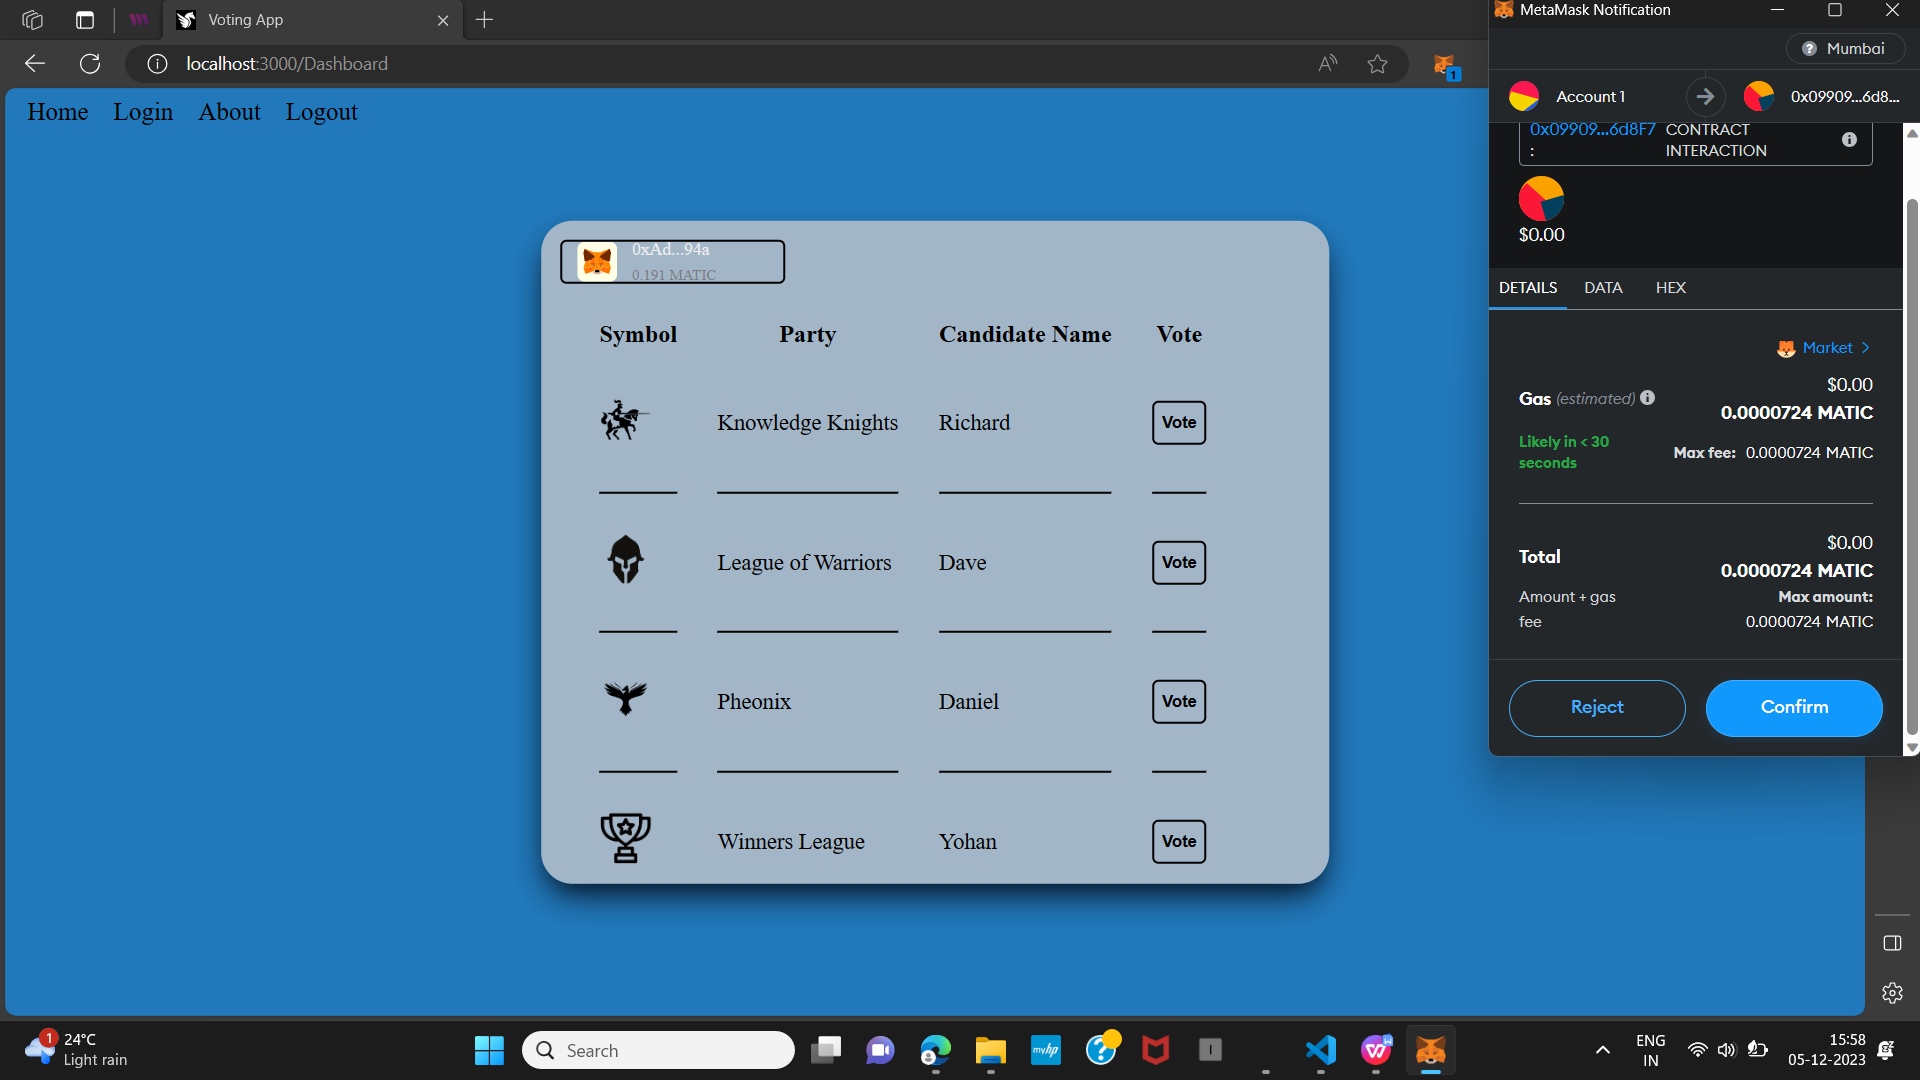 Voting App
localhost:3000/Dashboard
1
Home Login About Logout
0xAd...94a
0.191 MATIC
Symbol Party Candidate Name Vote
Knowledge Knights Richard Vote
League of Warriors Dave Vote
Pheonix Daniel Vote
Winners League Yohan Vote
MetaMask Notification
Mumbai
Account 1 0x09909...6d8...
0x09909...6d8F7 CONTRACT
: INTERACTION
$0.00
DETAILS DATA HEX
Market >
$0.00
Gas (estimated)
0.0000724 MATIC
Likely in < 30
seconds
Max fee: 0.0000724 MATIC
$0.00
Total
0.0000724 MATIC
Amount + gas
fee
Max amount:
0.0000724 MATIC
Reject Confirm
1
24°C
Light rain
Search
myhp
ENG
IN
15:58
05-12-2023